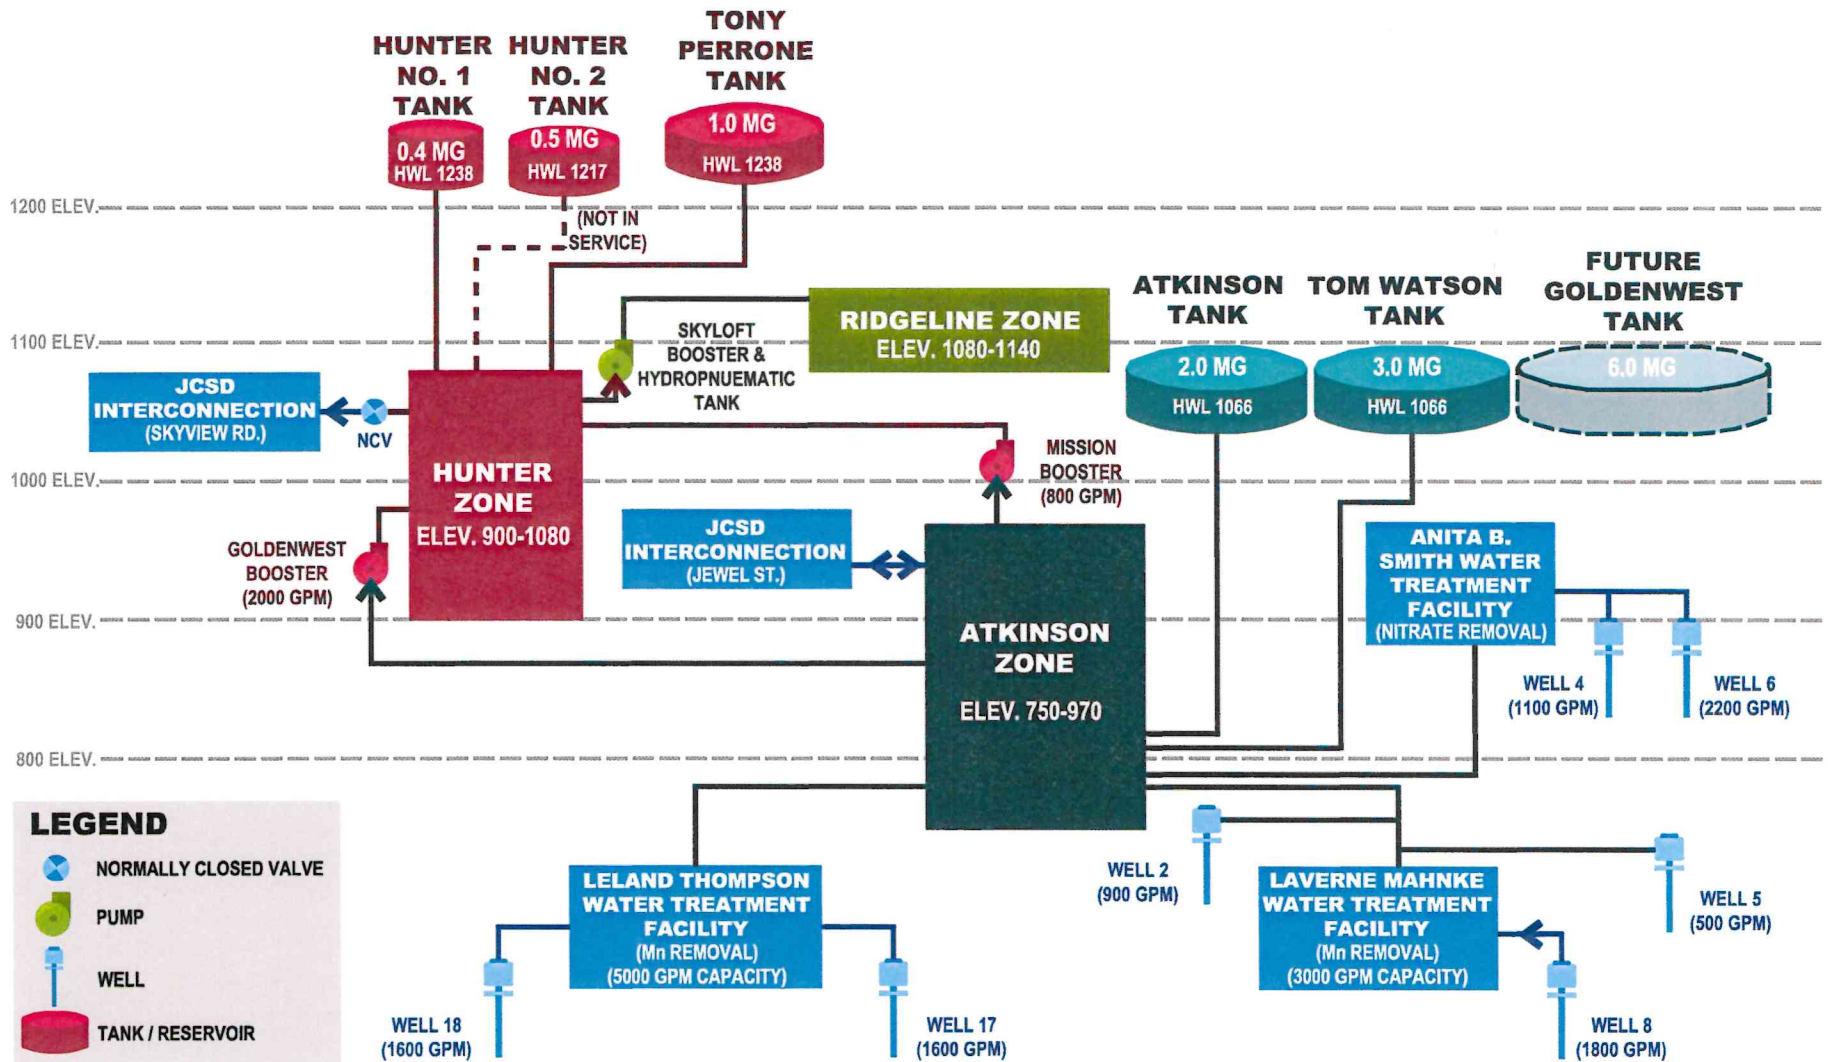 HUNTER
NO. 1
TANK
0.4 MG
HWL 1238
HUNTER
NO. 2
TANK
0.5 MG
HWL 1217
TONY
PERRONE
TANK
1.0 MG
HWL 1238
1200 ELEV.
(NOT IN
SERVICE)
1100 ELEV.
SKYLOFT
BOOSTER &
HYDROPNUEMATIC
TANK
RIDGELINE ZONE
ELEV. 1080-1140
ATKINSON
TANK
2.0 MG
HWL 1066
TOM WATSON
TANK
3.0 MG
HWL 1066
FUTURE
GOLDENWEST
TANK
6.0 MG
JCSD
INTERCONNECTION
(SKYVIEW RD.)
NCV
HUNTER
ZONE
ELEV. 900-1080
MISSION
BOOSTER
(800 GPM)
1000 ELEV.
GOLDENWEST
BOOSTER
(2000 GPM)
JCSD
INTERCONNECTION
(JEWEL ST.)
ANITA B.
SMITH WATER
TREATMENT
FACILITY
(NITRATE REMOVAL)
900 ELEV.
ATKINSON
ZONE
ELEV. 750-970
WELL 4
(1100 GPM)
WELL 6
(2200 GPM)
800 ELEV.
LEGEND
NORMALLY CLOSED VALVE
PUMP
WELL
TANK / RESERVOIR
LELAND THOMPSON
WATER TREATMENT
FACILITY
(Mn REMOVAL)
(5000 GPM CAPACITY)
WELL 18
(1600 GPM)
WELL 17
(1600 GPM)
WELL 2
(900 GPM)
LAVERNE MAHNKE
WATER TREATMENT
FACILITY
(Mn REMOVAL)
(3000 GPM CAPACITY)
WELL 5
(500 GPM)
WELL 8
(1800 GPM)